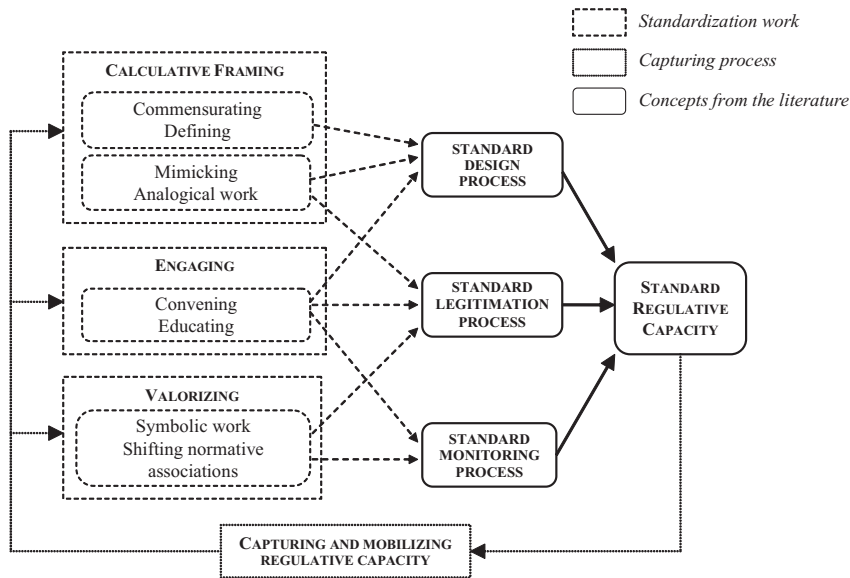 Standardization work
Capturing process
Concepts from the literature
CALCULATIVE FRAMING
Commensurating
Defining
Mimicking
Analogical work
ENGAGING
Convening
Educating
VALORIZING
Symbolic work
Shifting normative
associations
STANDARD
DESIGN
PROCESS
STANDARD
LEGITIMATION
PROCESS
STANDARD
MONITORING
PROCESS
STANDARD
REGULATIVE
CAPACITY
CAPTURING AND MOBILIZING
REGULATIVE CAPACITY